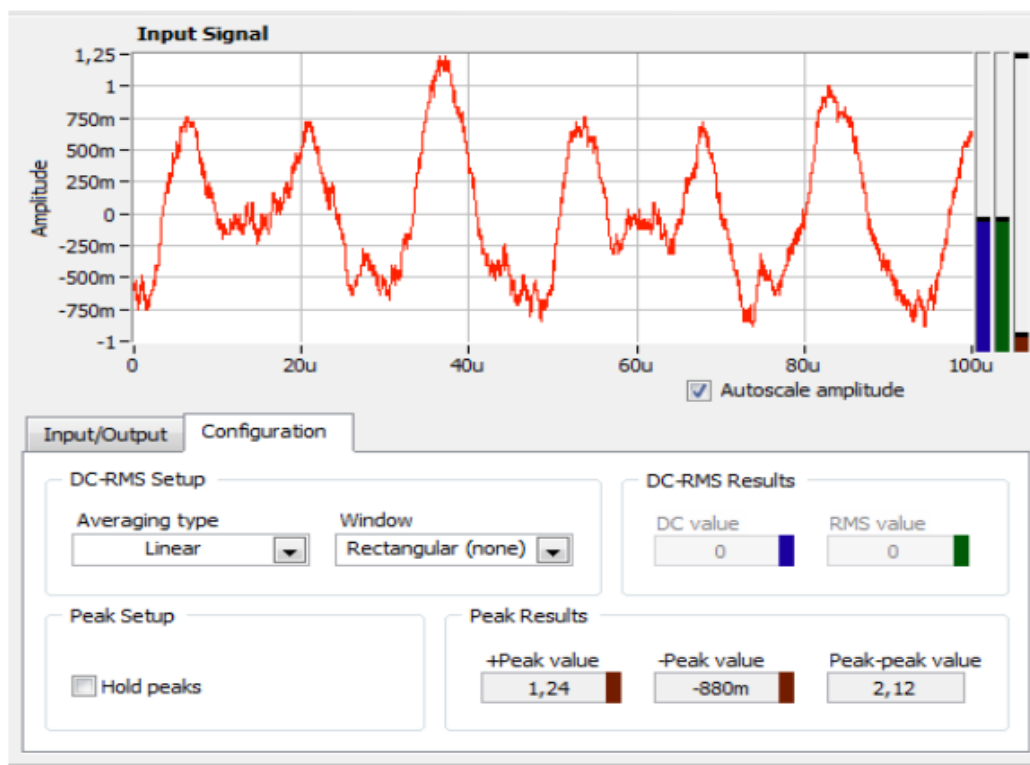 Input Signal
1,25
1
750m
500m
250m
0
-250m
-500m
-750m
-1
Amplitude
0 20u 40u 60u 80u 100u
Autoscale amplitude
Input/Output Configuration
DC-RMS Setup
Averaging type Window
Linear Rectangular (none)
DC-RMS Results
DC value RMS value
0 0
Peak Setup
Hold peaks
Peak Results
+Peak value -Peak value Peak-peak value
1,24 -880m 2,12